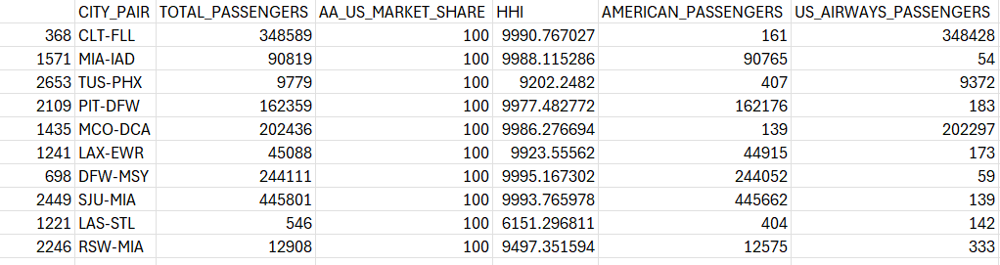 CITY_PAIR TOTAL_PASSENGERS AA_US_MARKET_SHARE HHI AMERICAN_PASSENGERS US_AIRWAYS_PASSENGERS
368 CLT-FLL 348589 100 9990.767027 161 348428
1571 MIA-IAD 90819 100 9988.115286 90765 54
2653 TUS-PHX 9779 100 9202.2482 407 9372
2109 PIT-DFW 162359 100 9977.482772 162176 183
1435 MCO-DCA 202436 100 9986.276694 139 202297
1241 LAX-EWR 45088 100 9923.55562 44915 173
698 DFW-MSY 244111 100 9995.167302 244052 59
2449 SJU-MIA 445801 100 9993.765978 445662 139
1221 LAS-STL 546 100 6151.296811 404 142
2246 RSW-MIA 12908 100 9497.351594 12575 333